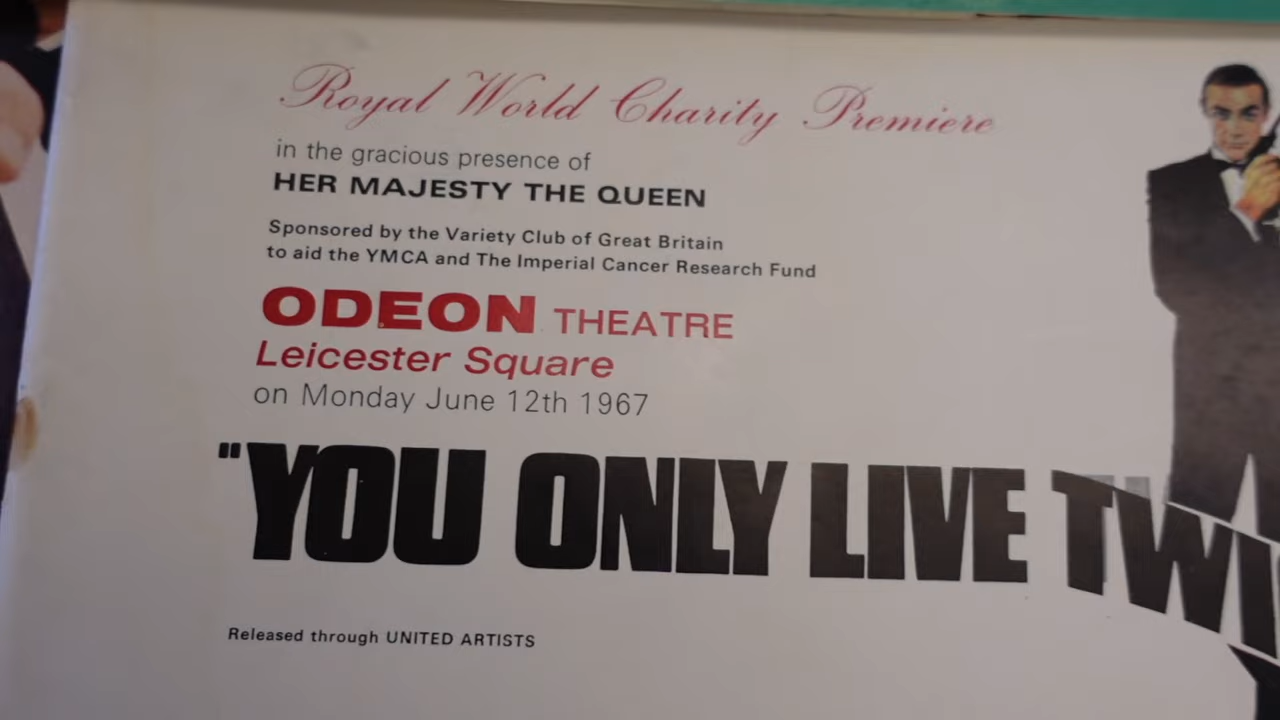 Royal World Charity Premiere
in the gracious presence of
HER MAJESTY THE QUEEN
Sponsored by the Variety Club of Great Britain
to aid the YMCA and The Imperial Cancer Research Fund
ODEON THEATRE
Leicester Square
on Monday June 12th 1967
"YOU ONLY LIVE TWI
Released through UNITED ARTISTS